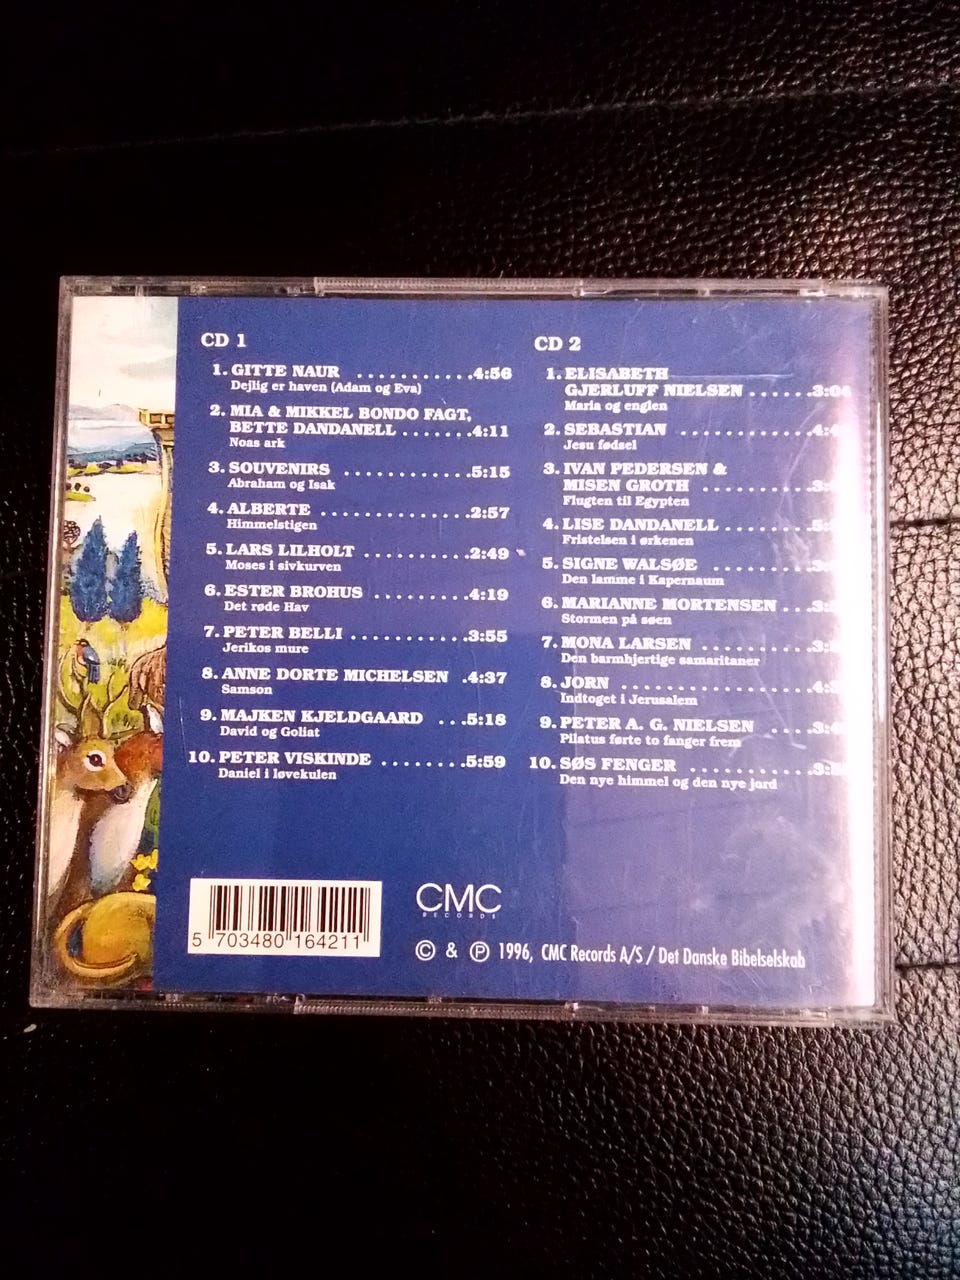 CD 1
1. GITTE NAUR ...........4:56
Dejlig er haven (Adam og Eva)
2. MIA & MIKKEL BONDO FAGT,
BETTE DANDANELL .......4:11
Noas ark
3. SOUVENIRS ............5:15
Abraham og Isak
4. ALBERTE ..............2:57
Himmelstigen
5. LARS LILHOLT ..........2:49
Moses i sivkurven
6. ESTER BROHUS .........4:19
Det røde Hav
7. PETER BELLI ...........3:55
Jerikos mure
8. ANNE DORTE MICHELSEN .4:37
Samson
9. MAJKEN KJELDGAARD ...5:18
David og Goliat
10. PETER VISKINDE ........5:59
Daniel i løvekulen
CD 2
1. ELISABETH
GJERLUFF NIELSEN ......
Maria og englen
2. SEBASTIAN
Jesu fødsel
3. IVAN PEDERSEN &
MISEN GROTH
Flugten til Egypten
4. LISE DANDANELL
Fristelsen i ørkenen
5. SIGNE WALSØE
Den lamme i Kapernaum
6. MARIANNE MORTENSEN
Stormen på søen
7. MONA LARSEN
Den barmhjertige samaritaner
8. JORN
Indtoget i Jerusalem
9. PETER A. G. NIELSEN
Pilatus førte to fanger frem
10. SØS FENGER
Den nye himmel og den nye jord
5 703480 164211
CMC
RECORDS
© & ℗ 1996, CMC Records A/S / Det Danske Bibelselskab